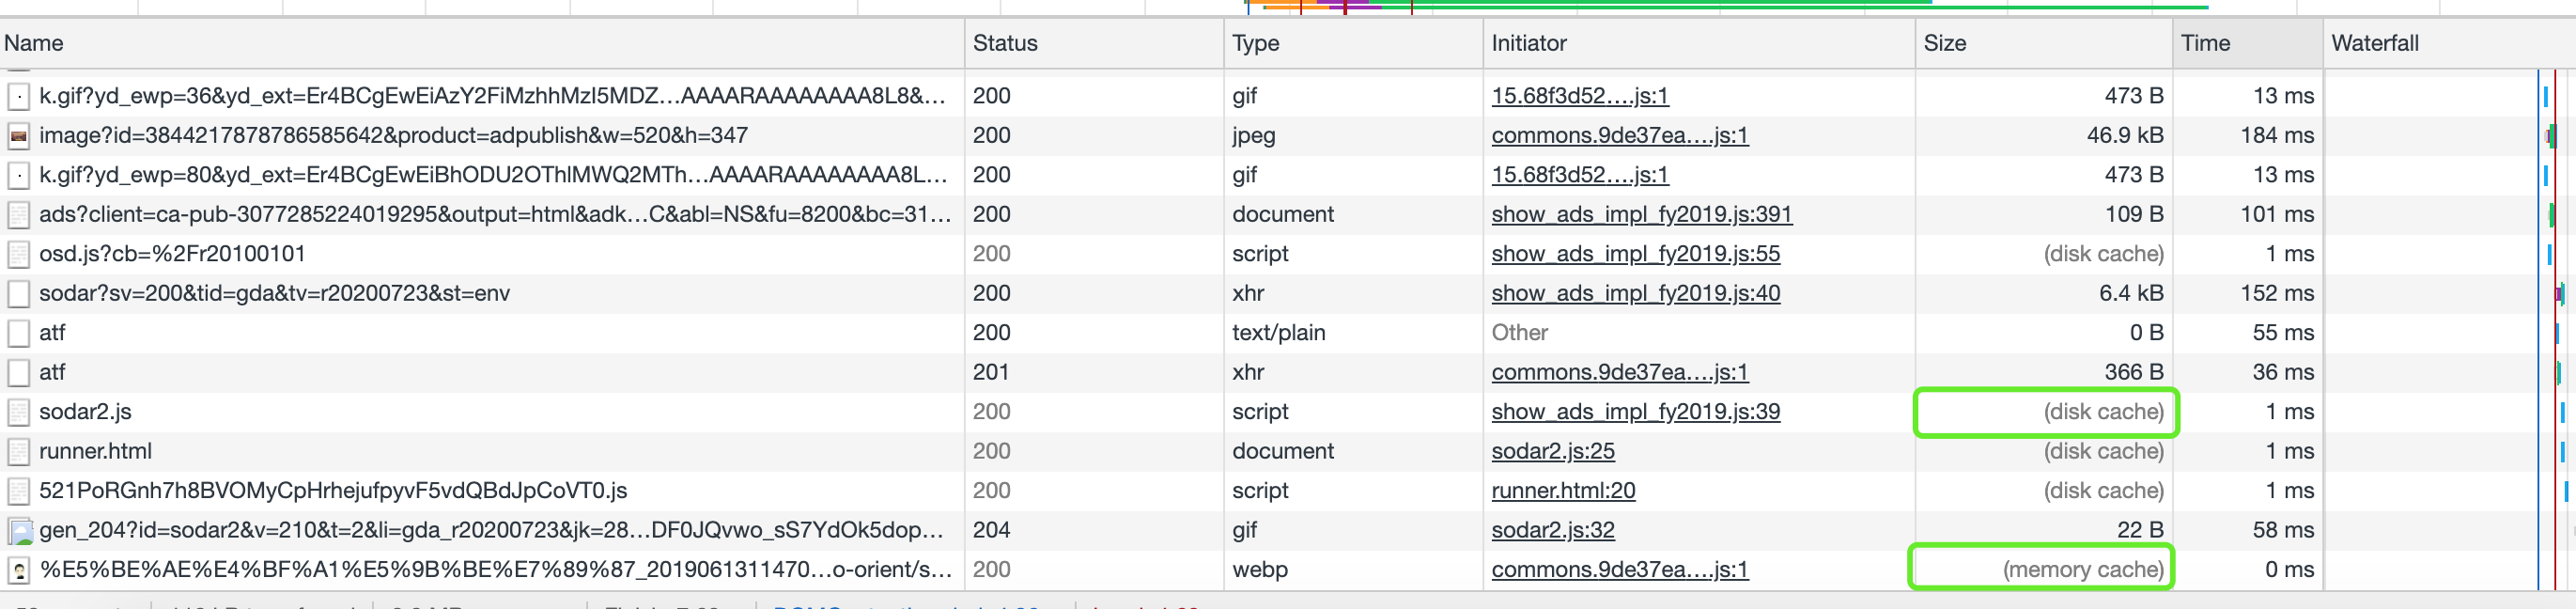 Name Status Type Initiator Size Time Waterfall
k.gif?yd_ewp=36&yd_ext=Er4BCgEwEiAzY2FiMzhhMzI5MDZ…AAAARAAAAAAAA8L8&… 200 gif 15.68f3d52….js:1 473 B 13 ms
image?id=3844217878786585642&product=adpublish&w=520&h=347 200 jpeg commons.9de37ea….js:1 46.9 kB 184 ms
k.gif?yd_ewp=80&yd_ext=Er4BCgEwEiBhODU2OThlMWQ2MTh…AAAARAAAAAAAA8L… 200 gif 15.68f3d52….js:1 473 B 13 ms
ads?client=ca-pub-3077285224019295&output=html&adk…C&abl=NS&fu=8200&bc=31… 200 document show_ads_impl_fy2019.js:391 109 B 101 ms
osd.js?cb=%2Fr20100101 200 script show_ads_impl_fy2019.js:55 (disk cache) 1 ms
sodar?sv=200&tid=gda&tv=r20200723&st=env 200 xhr show_ads_impl_fy2019.js:40 6.4 kB 152 ms
atf 200 text/plain Other 0 B 55 ms
atf 201 xhr commons.9de37ea….js:1 366 B 36 ms
sodar2.js 200 script show_ads_impl_fy2019.js:39 (disk cache) 1 ms
runner.html 200 document sodar2.js:25 (disk cache) 1 ms
521PoRGnh7h8BVOMyCpHrhejufpyvF5vdQBdJpCoVT0.js 200 script runner.html:20 (disk cache) 1 ms
gen_204?id=sodar2&v=210&t=2&li=gda_r20200723&jk=28…DF0JQvwo_sS7YdOk5dop… 204 gif sodar2.js:32 22 B 58 ms
%E5%BE%AE%E4%BF%A1%E5%9B%BE%E7%89%87_2019061311470…o-orient/s… 200 webp commons.9de37ea….js:1 (memory cache) 0 ms